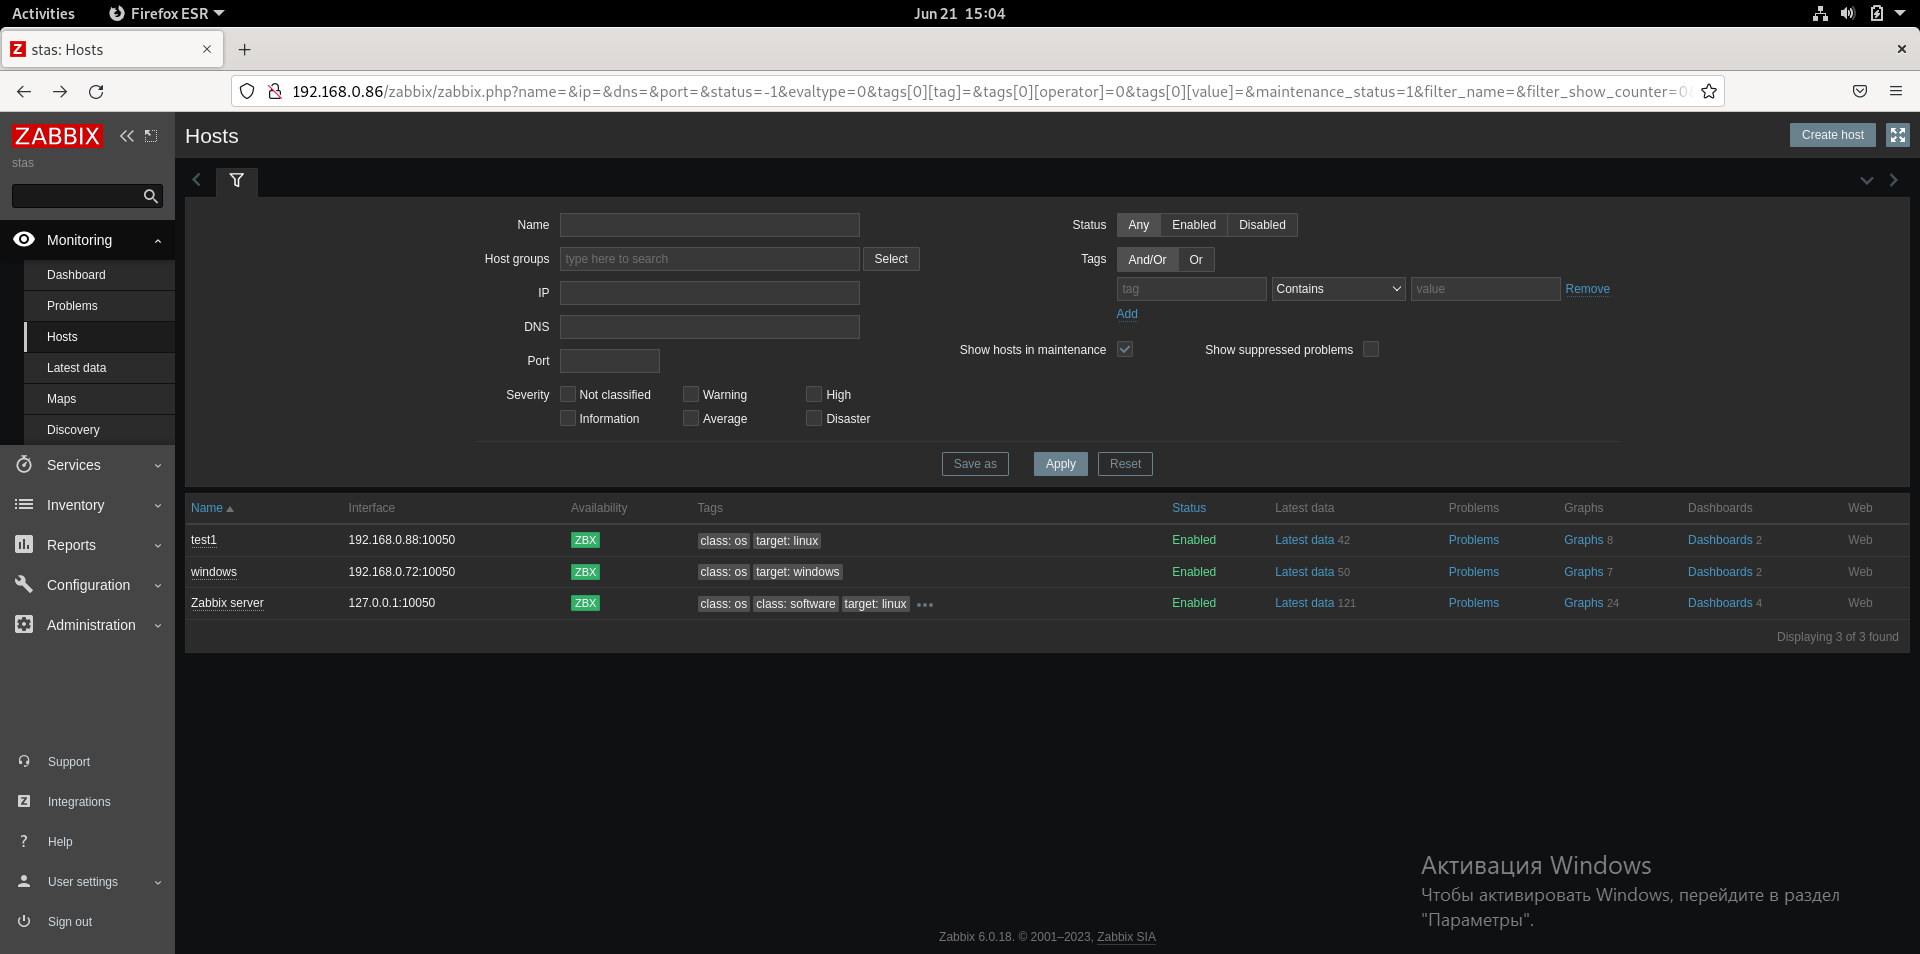 Activities Firefox ESR Jun 21 15:04
stas: Hosts
192.168.0.86/zabbix/zabbix.php?name=&ip=&dns=&port=&status=-1&evaltype=0&tags[0][tag]=&tags[0][operator]=0&tags[0][value]=&maintenance_status=1&filter_name=&filter_show_counter=0&
ZABBIX
stas
Monitoring
Dashboard
Problems
Hosts
Latest data
Maps
Discovery
Services
Inventory
Reports
Configuration
Administration
Support
Integrations
Help
User settings
Sign out
Hosts Create host
Name
Host groups type here to search Select
IP
DNS
Port
Severity Not classified Warning High
Information Average Disaster
Status Any Enabled Disabled
Tags And/Or Or
tag Contains value Remove
Add
Show hosts in maintenance Show suppressed problems
Save as Apply Reset
Name Interface Availability Tags Status Latest data Problems Graphs Dashboards Web
test1 192.168.0.88:10050 ZBX class: os target: linux Enabled Latest data 42 Problems Graphs 8 Dashboards 2 Web
windows 192.168.0.72:10050 ZBX class: os target: windows Enabled Latest data 50 Problems Graphs 7 Dashboards 2 Web
Zabbix server 127.0.0.1:10050 ZBX class: os class: software target: linux ••• Enabled Latest data 121 Problems Graphs 24 Dashboards 4 Web
Displaying 3 of 3 found
Активация Windows
Чтобы активировать Windows, перейдите в раздел
"Параметры".
Zabbix 6.0.18. © 2001–2023, Zabbix SIA